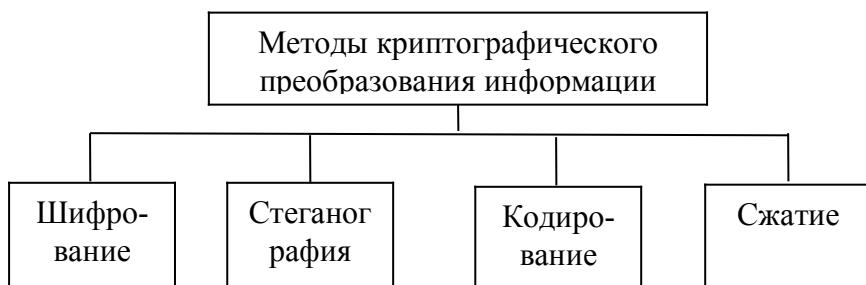 Методы криптографического
преобразования информации
Шифро-
вание
Стеганог
рафия
Кодиро-
вание
Сжатие